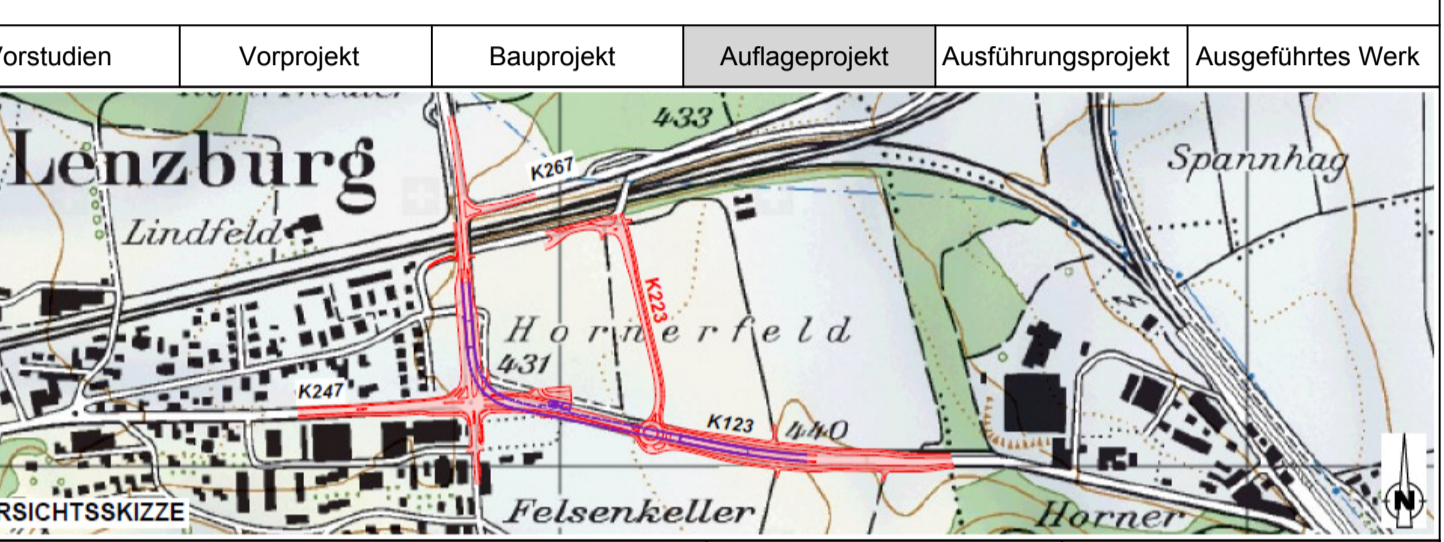 orstudien
Vorprojekt
Bauprojekt
Auflageprojekt
Ausführungsprojekt
Ausgeführtes Werk
433
Lenzburg
K267
Spannhag
Lindfeld
K223
Hornerfeld
431
K247
K123
440
RSICHTSSKIZZE
Felsenkeller
Horner
N